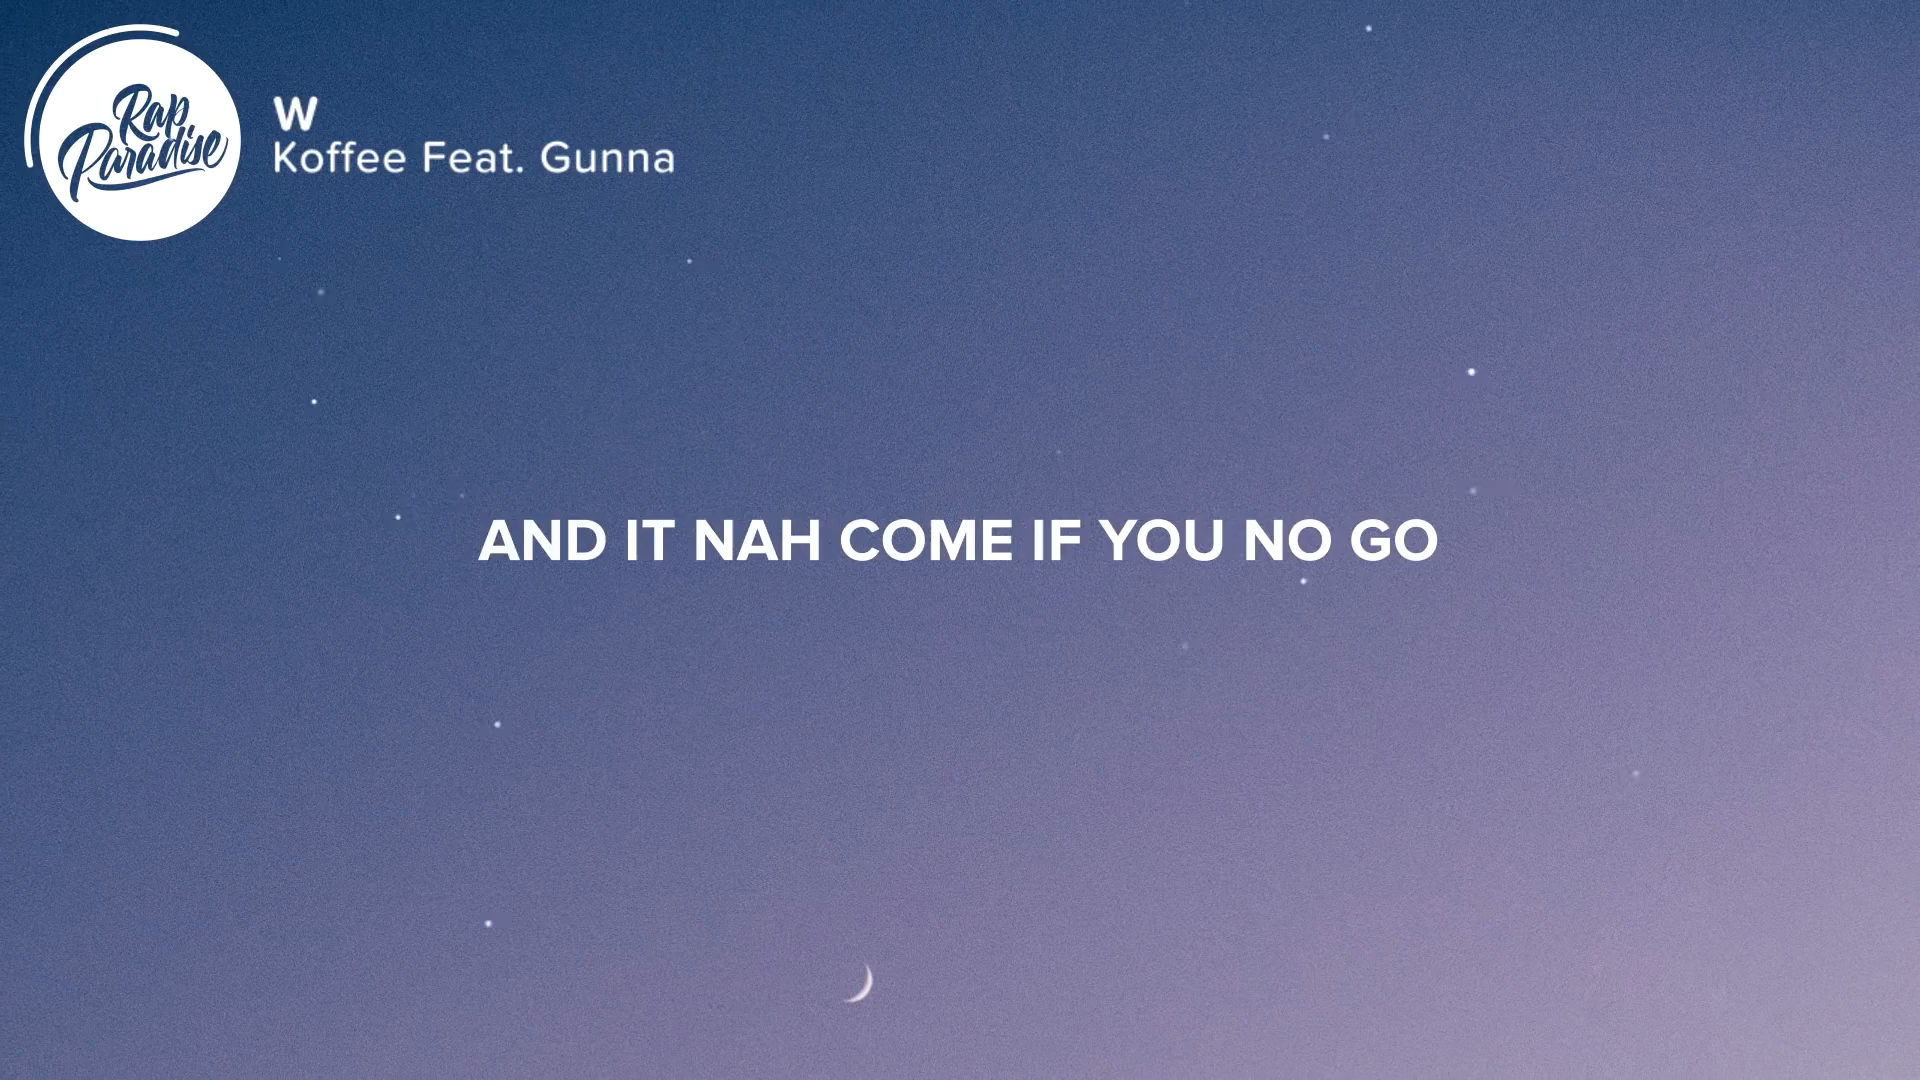 Rap
Paradise
W
Koffee Feat. Gunna
AND IT NAH COME IF YOU NO GO